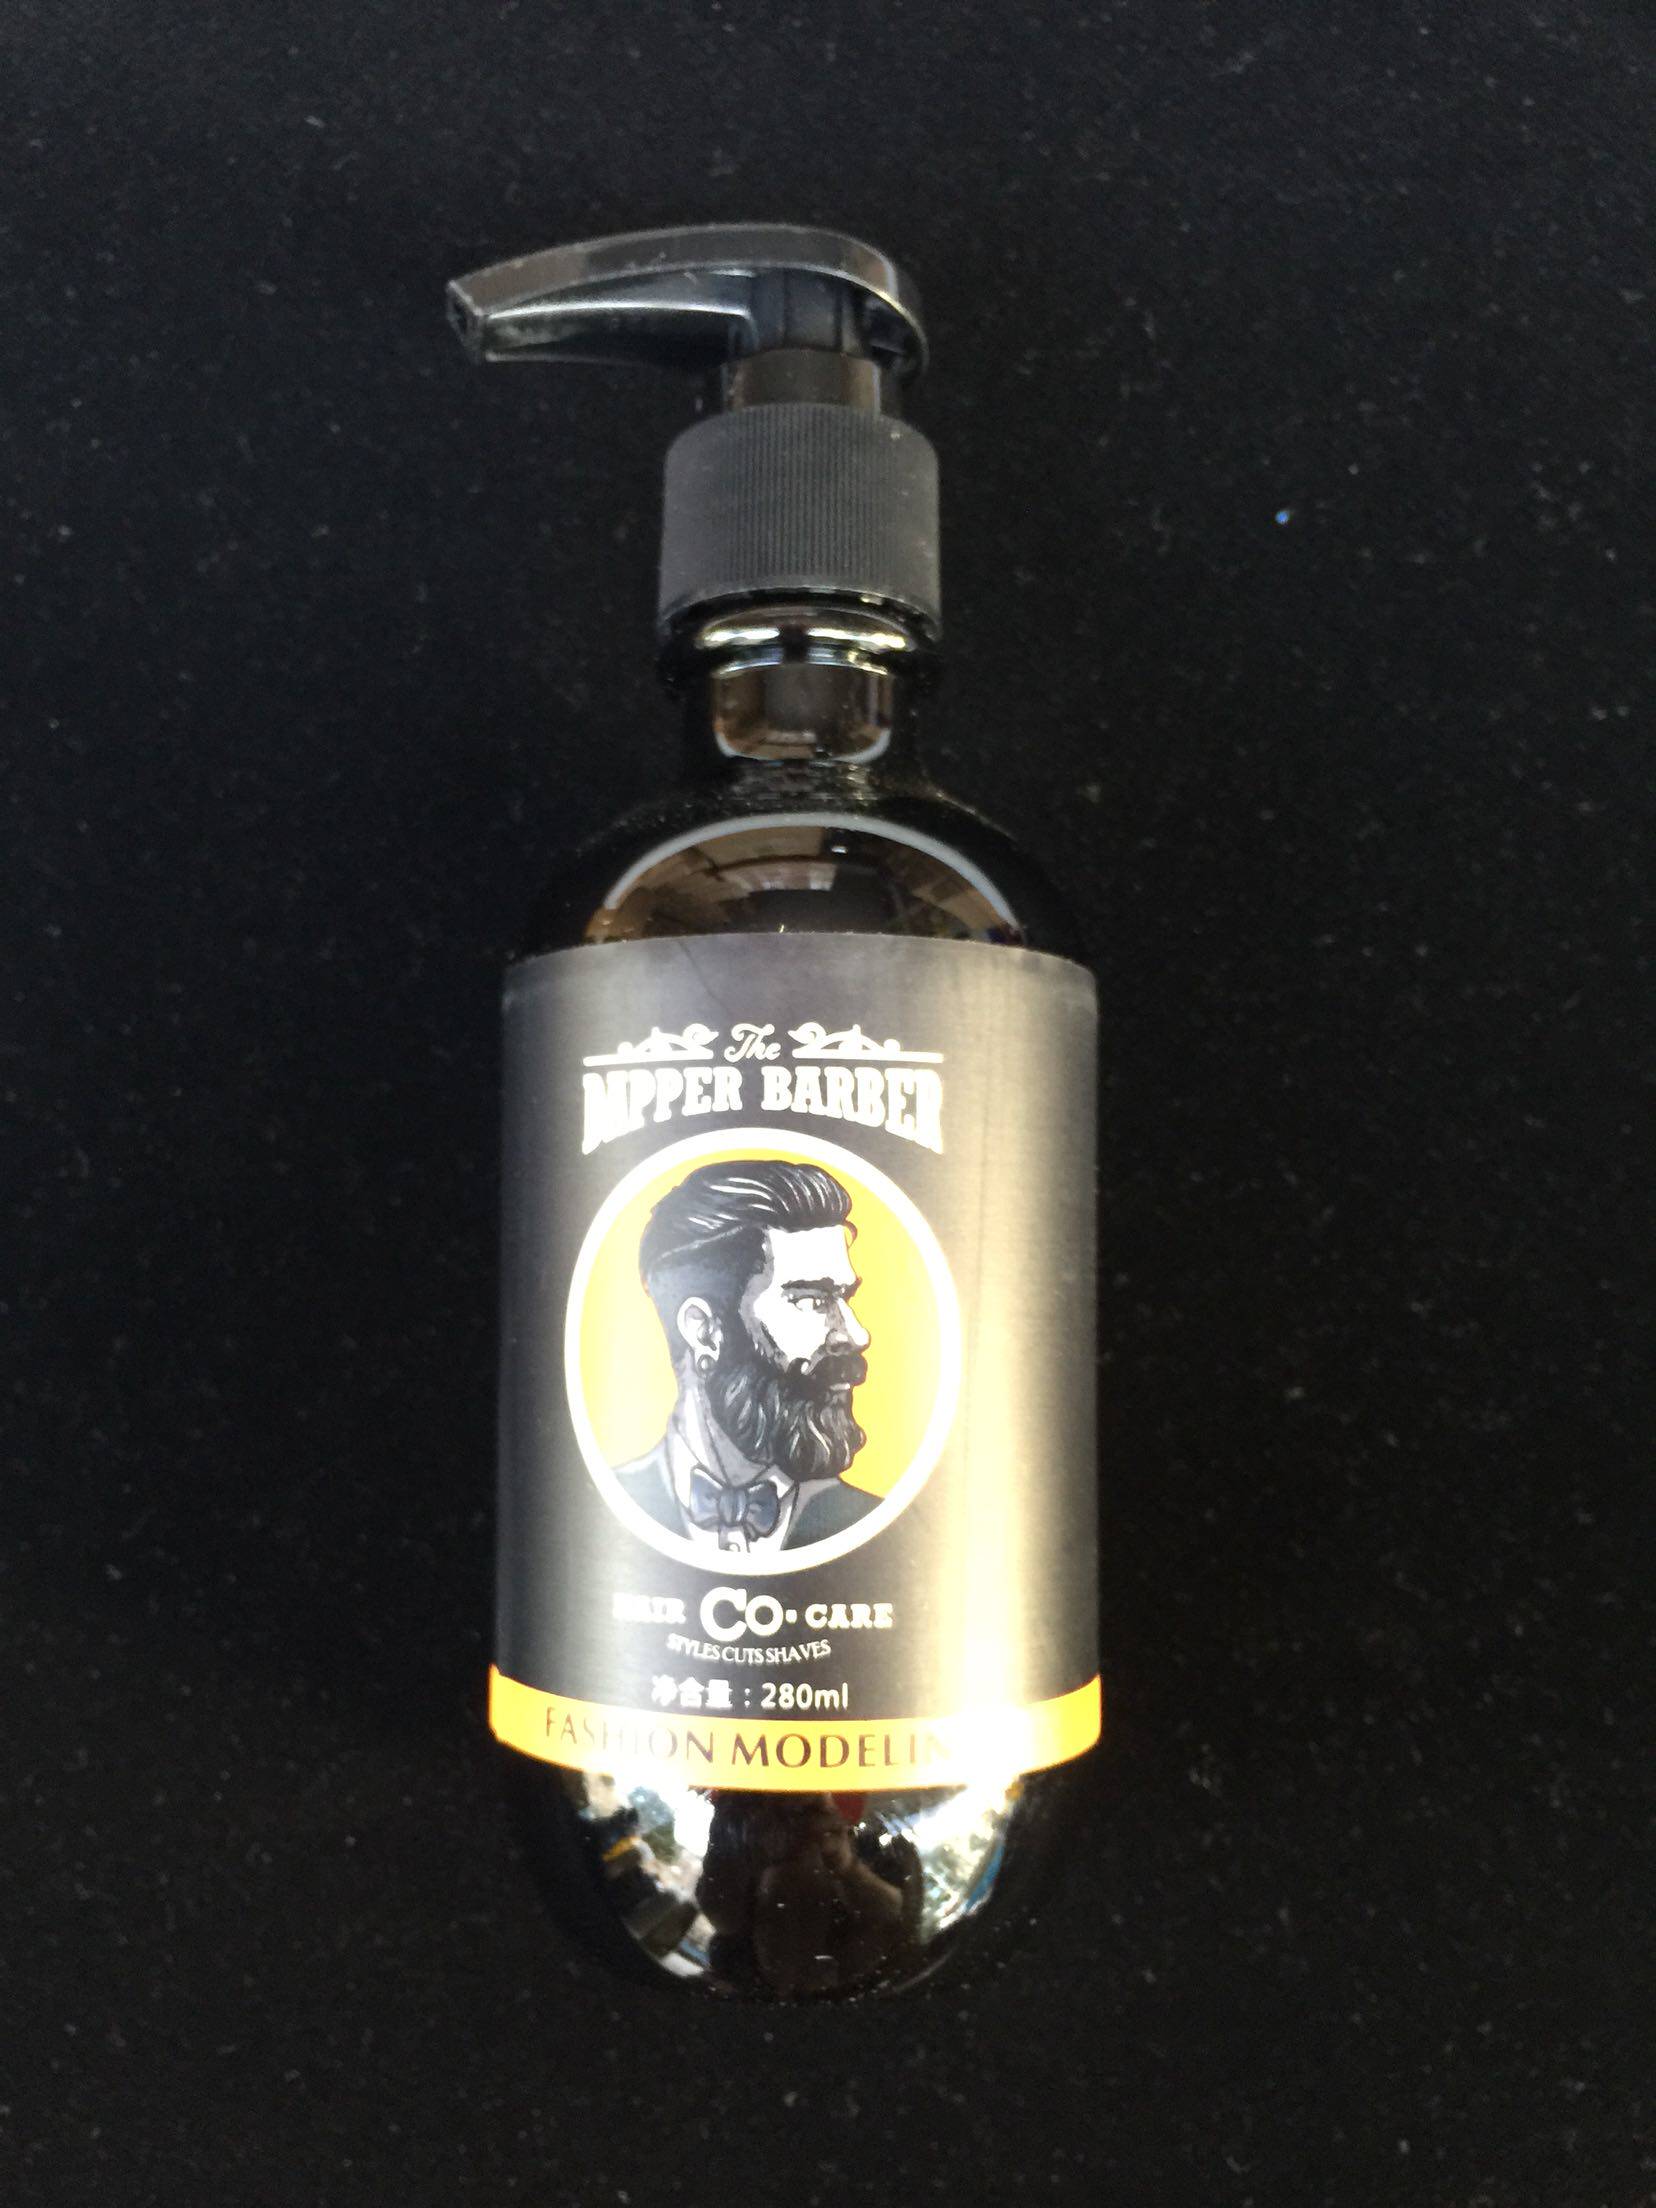 The
DAPPER BARBER
HAIR Co. CARE
STYLES CUTS SHAVES
净含量：280ml
FASHION MODELIN